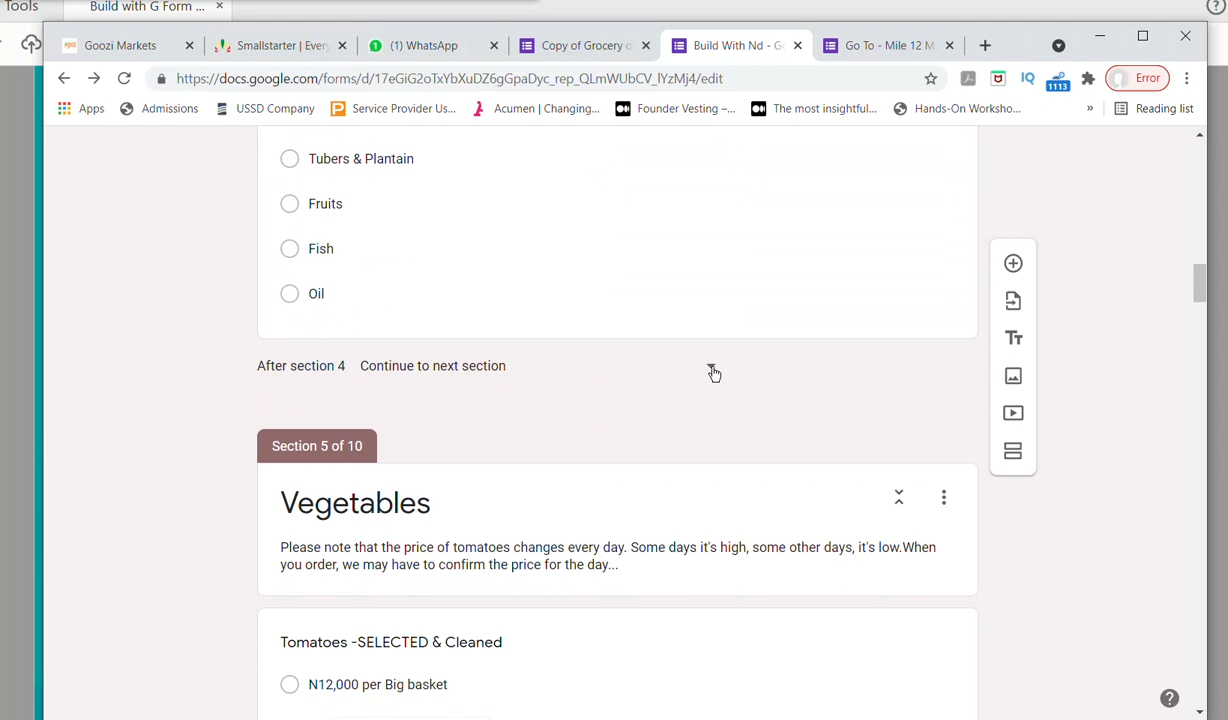 Tools
Build with G Form ...
Goozi Markets
Smallstarter | Ever
(1) WhatsApp
Copy of Grocery o
Build With Nd - Go
Go To - Mile 12 M
https://docs.google.com/forms/d/17eGiG2oTxYbXuDZ6gGpaDyc_rep_QLmWUbCV_IYzMj4/edit
IQ
1113
Error
Apps
Admissions
USSD Company
Service Provider Us...
Acumen | Changing...
Founder Vesting –...
The most insightful...
Hands-On Worksho...
»
Reading list
Tubers & Plantain
Fruits
Fish
Oil
After section 4 Continue to next section
Section 5 of 10
Vegetables
Please note that the price of tomatoes changes every day. Some days it's high, some other days, it's low.When
you order, we may have to confirm the price for the day...
Tomatoes -SELECTED & Cleaned
N12,000 per Big basket